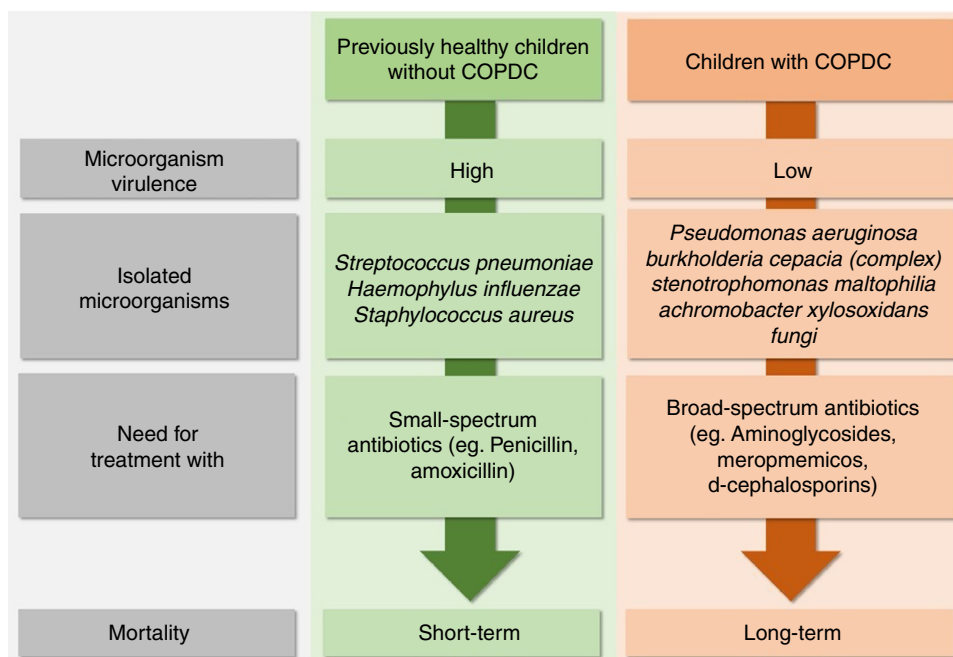 Previously healthy children
without COPDC
Children with COPDC
Microorganism
virulence
High
Low
Isolated
microorganisms
Streptococcus pneumoniae
Haemophylus influenzae
Staphylococcus aureus
Pseudomonas aeruginosa
burkholderia cepacia (complex)
stenotrophomonas maltophilia
achromobacter xylosoxidans
fungi
Need for
treatment with
Small-spectrum
antibiotics (eg. Penicillin,
amoxicillin)
Broad-spectrum antibiotics
(eg. Aminoglycosides,
meropmemicos,
d-cephalosporins)
Mortality
Short-term
Long-term